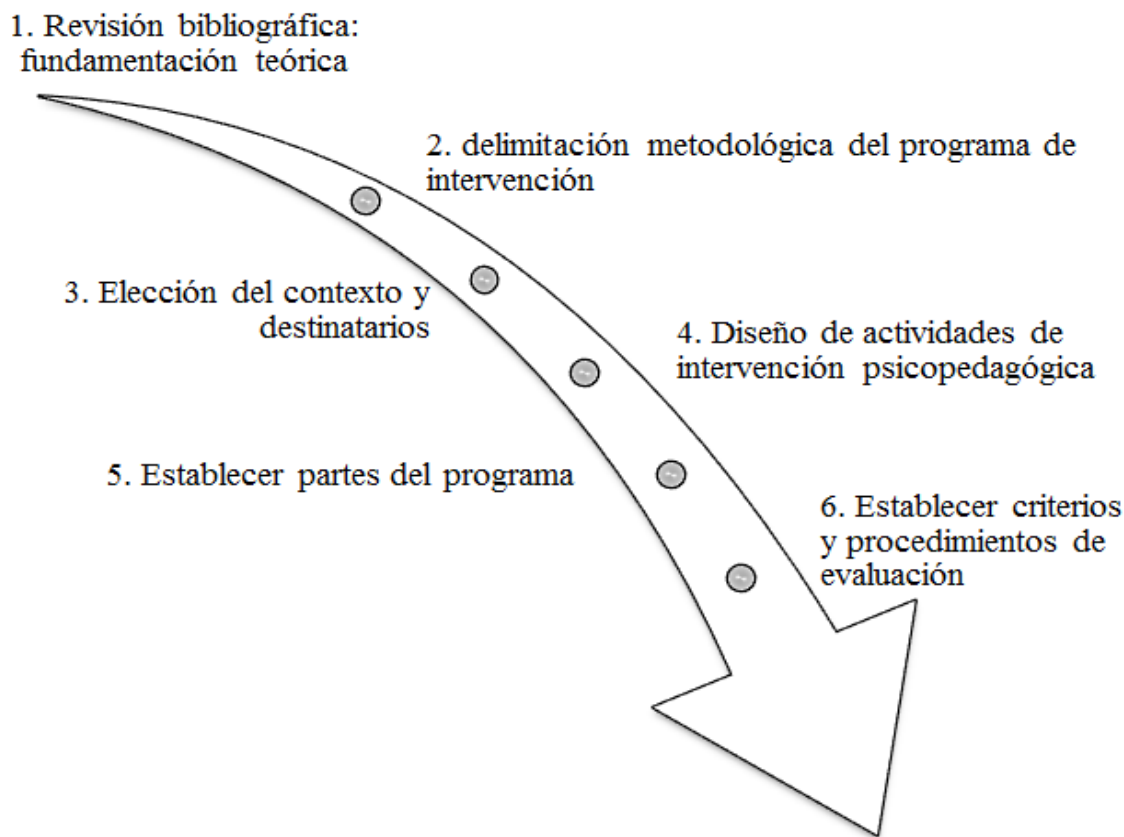 1. Revisión bibliográfica:
fundamentación teórica
2. delimitación metodológica del programa de
intervención
3. Elección del contexto y
destinatarios
4. Diseño de actividades de
intervención psicopedagógica
5. Establecer partes del programa
6. Establecer criterios
y procedimientos de
evaluación